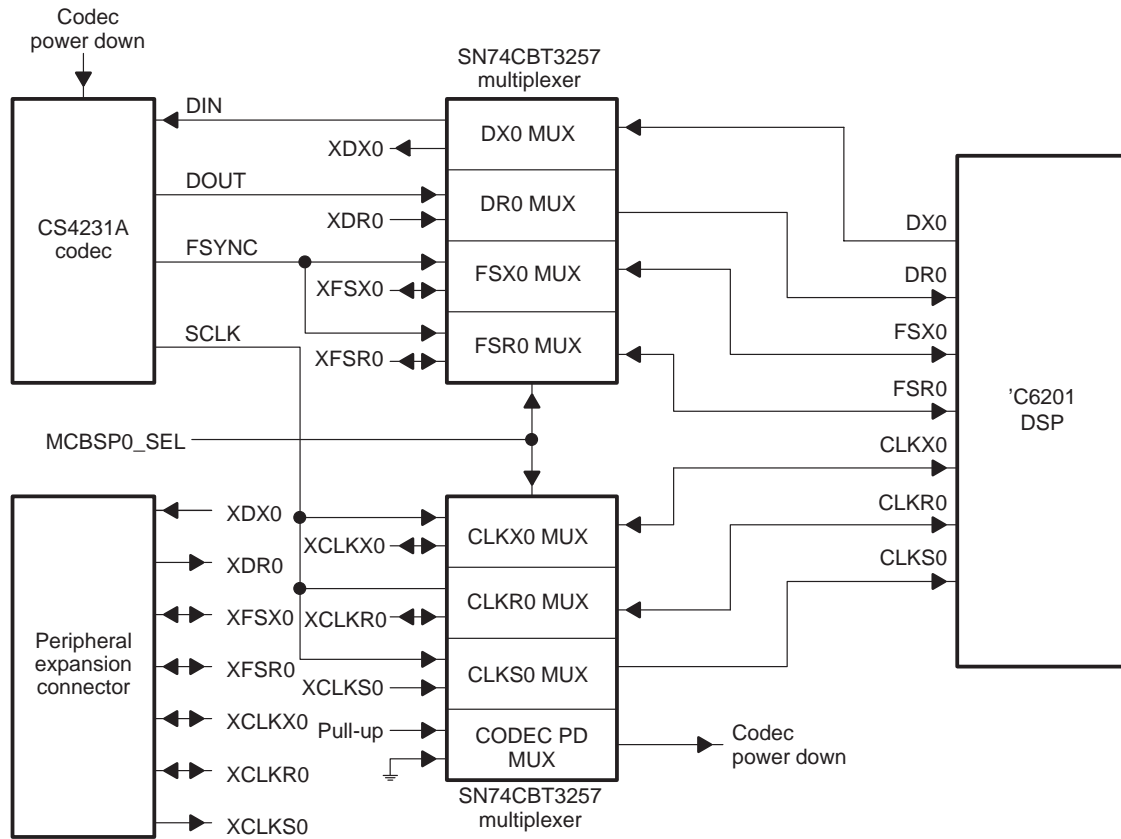 Codec
power down
SN74CBT3257
multiplexer
CS4231A
codec
DIN
DOUT
FSYNC
SCLK
XDX0
XDR0
XFSX0
XFSR0
DX0 MUX
DR0 MUX
FSX0 MUX
FSR0 MUX
DX0
DR0
FSX0
FSR0
CLKX0
CLKR0
CLKS0
’C6201
DSP
MCBSP0_SEL
Peripheral
expansion
connector
XDX0
XDR0
XFSX0
XFSR0
XCLKX0
XCLKR0
XCLKS0
XCLKX0
XCLKR0
XCLKS0
Pull-up
CLKX0 MUX
CLKR0 MUX
CLKS0 MUX
CODEC PD
MUX
Codec
power down
SN74CBT3257
multiplexer